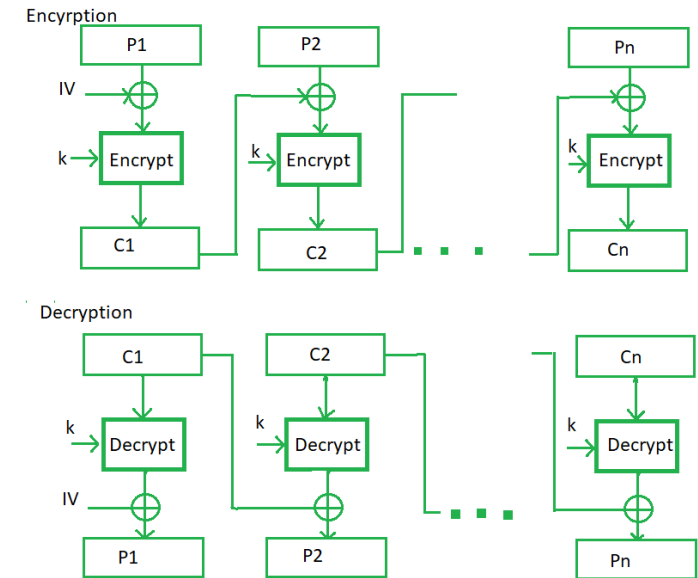 Encyrption
P1 P2 Pn
IV
k Encrypt k Encrypt k Encrypt
C1 C2 Cn
Decryption
C1 C2 Cn
k Decrypt k Decrypt k Decrypt
IV
P1 P2 Pn